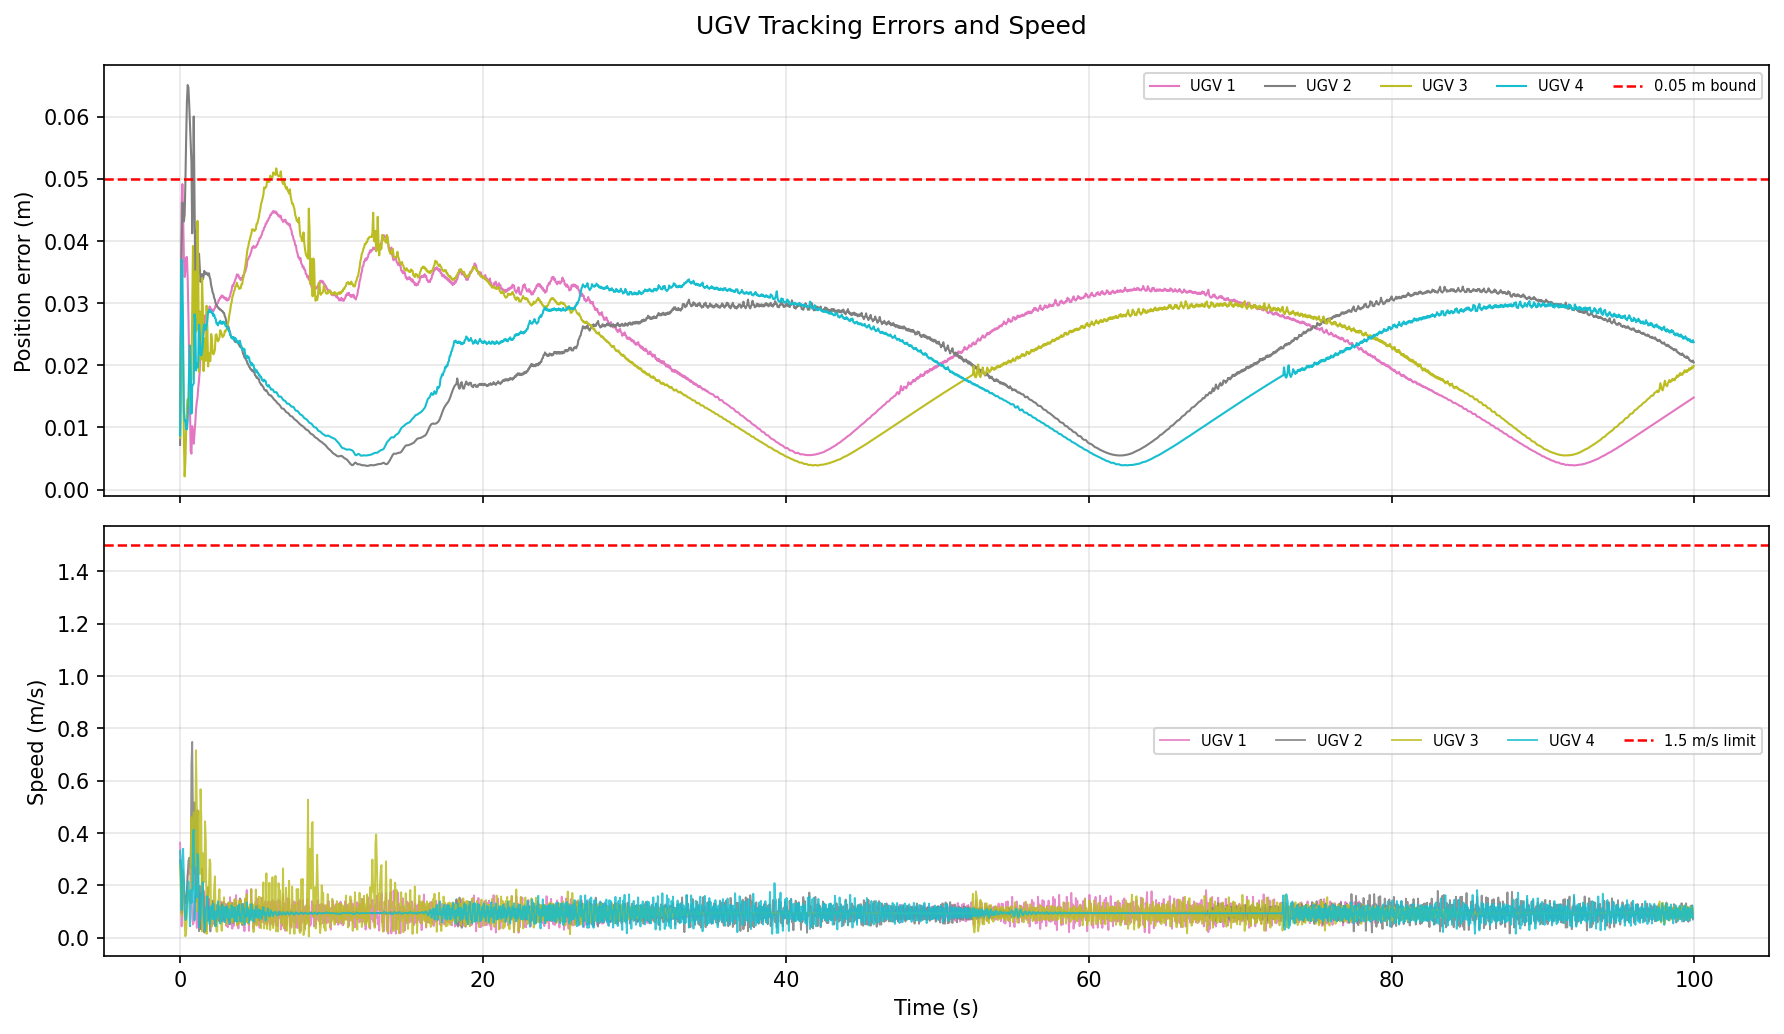 UGV Tracking Errors and Speed
UGV 1 UGV 2 UGV 3 UGV 4 0.05 m bound
Position error (m)
0.06
0.05
0.04
0.03
0.02
0.01
0.00
1.4
1.2
1.0
0.8
0.6
0.4
0.2
0.0
Speed (m/s)
UGV 1 UGV 2 UGV 3 UGV 4 1.5 m/s limit
0 20 40 60 80 100
Time (s)